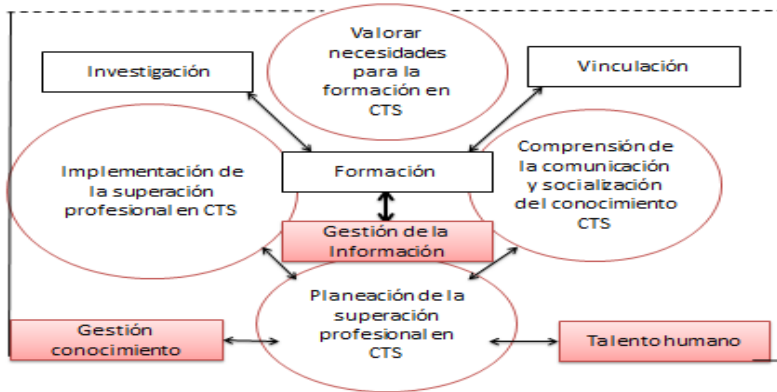 Valorar
necesidades
para la
formación en
CTS
Investigación
Vinculación
Implementación de
la superación
profesional en CTS
Formación
Comprensión de
la comunicación
y socialización
del conocimiento
CTS
Gestión de la
Información
Planeación de la
superación
profesional en
CTS
Gestión
conocimiento
Talento humano